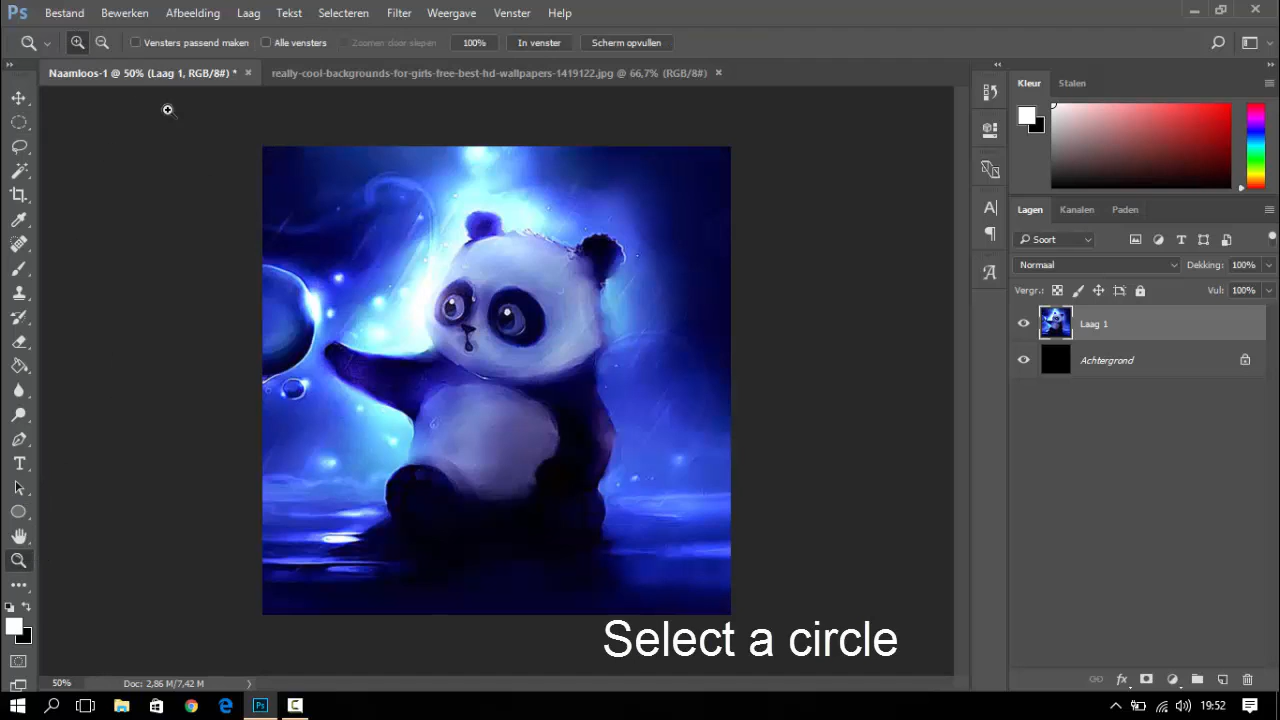 Ps Bestand Bewerken Afbeelding Laag Tekst Selecteren Filter Weergave Venster Help
Vensters passend maken Alle vensters Zoomen door slepen 100% In venster Scherm opvullen
Naamloos-1 @ 50% (Laag 1, RGB/8#) * really-cool-backgrounds-for-girls-free-best-hd-wallpapers-1419122.jpg @ 66,7% (RGB/8#)
Kleur Stalen
Lagen Kanalen Paden
Soort
Normaal Dekking: 100%
Vergr.: Vul: 100%
Laag 1
Achtergrond
Select a circle
50% Doc: 2,86 M/7,42 M
Ps 19:52